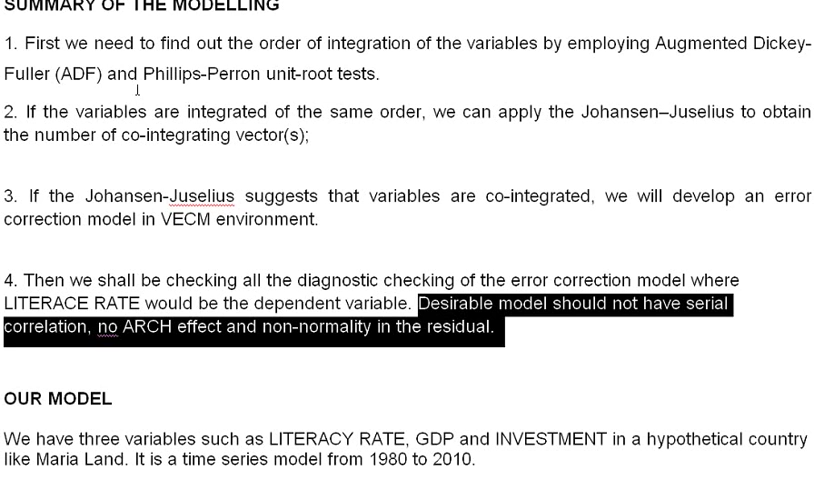 SUMMARY OF THE MODELLING
1. First we need to find out the order of integration of the variables by employing Augmented Dickey-
Fuller (ADF) and Phillips-Perron unit-root tests.
2. If the variables are integrated of the same order, we can apply the Johansen–Juselius to obtain
the number of co-integrating vector(s);
3. If the Johansen-Juselius suggests that variables are co-integrated, we will develop an error
correction model in VECM environment.
4. Then we shall be checking all the diagnostic checking of the error correction model where
LITERACE RATE would be the dependent variable. Desirable model should not have serial
correlation, no ARCH effect and non-normality in the residual.
OUR MODEL
We have three variables such as LITERACY RATE, GDP and INVESTMENT in a hypothetical country
like Maria Land. It is a time series model from 1980 to 2010.